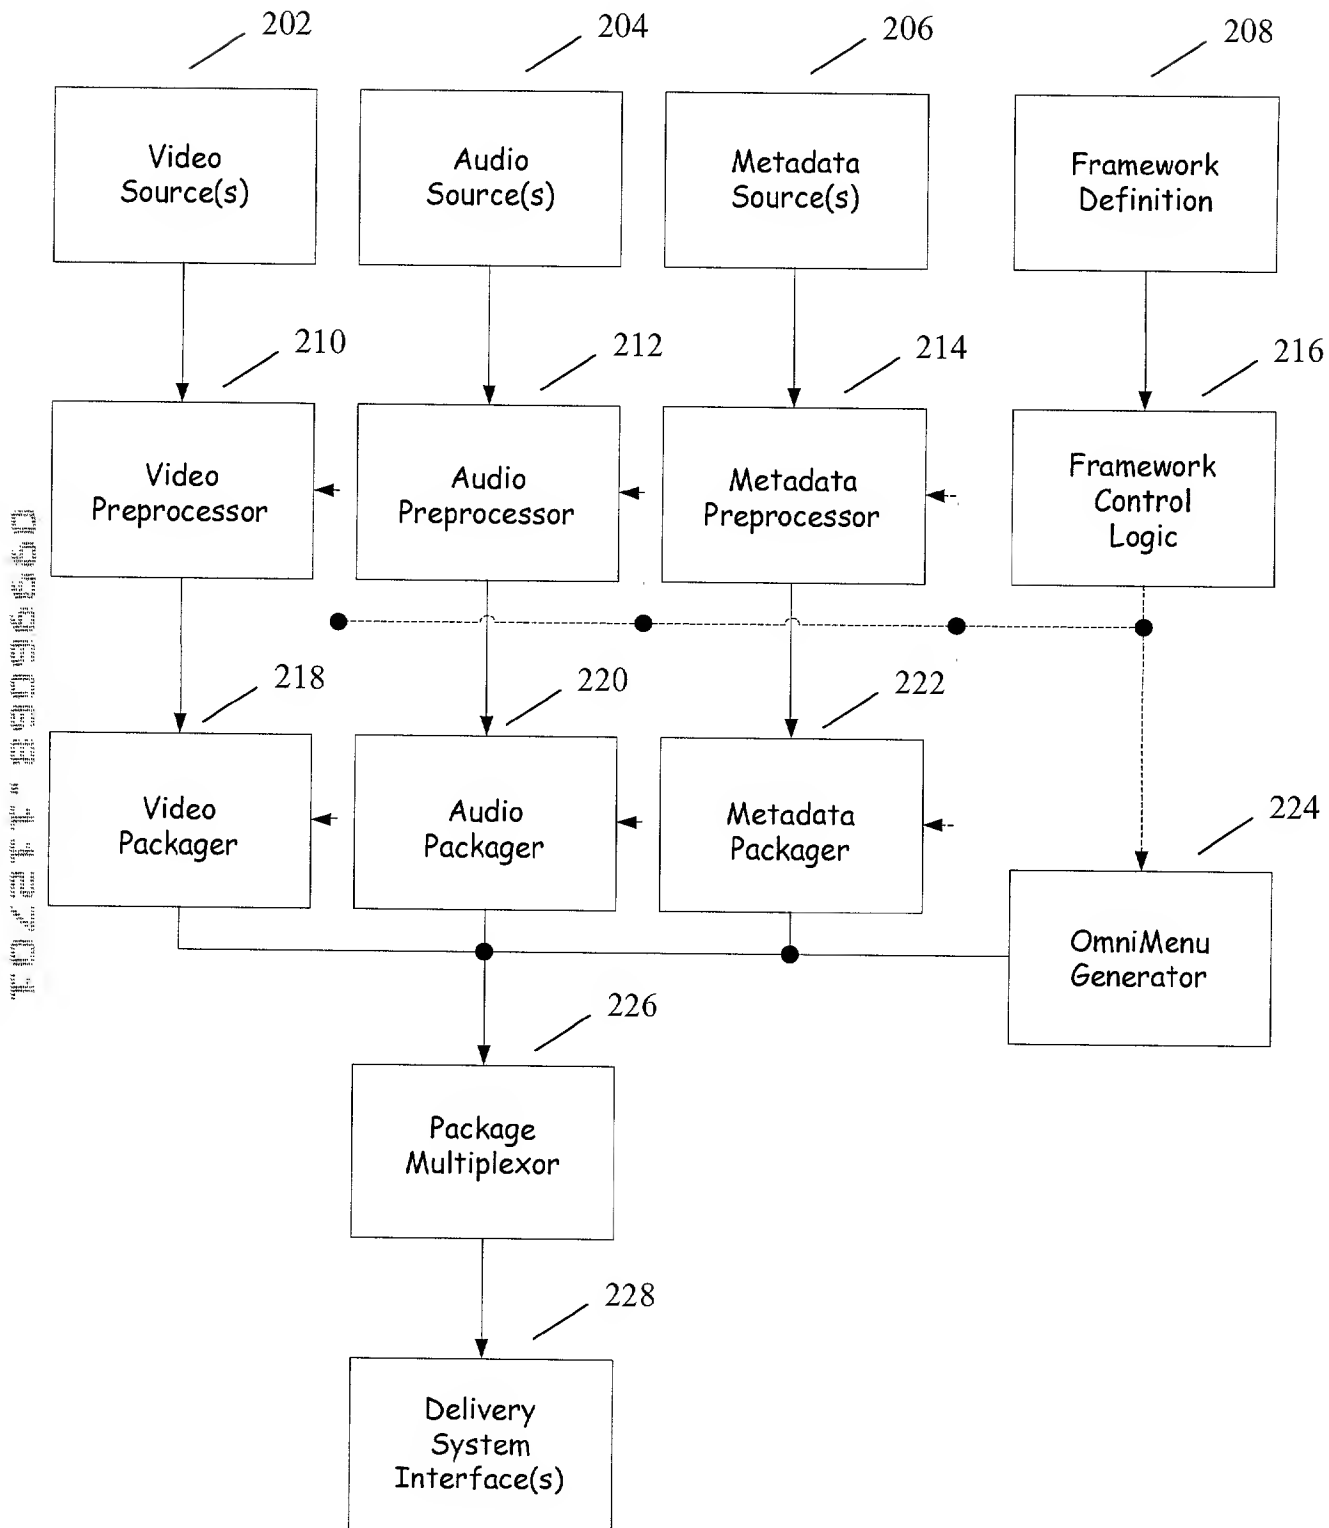 202
204
206
208
Video
Source(s)
Audio
Source(s)
Metadata
Source(s)
Framework
Definition
210
212
214
216
Video
Preprocessor
Audio
Preprocessor
Metadata
Preprocessor
Framework
Control
Logic
218
220
222
224
Video
Packager
Audio
Packager
Metadata
Packager
OmniMenu
Generator
226
Package
Multiplexor
228
Delivery
System
Interface(s)